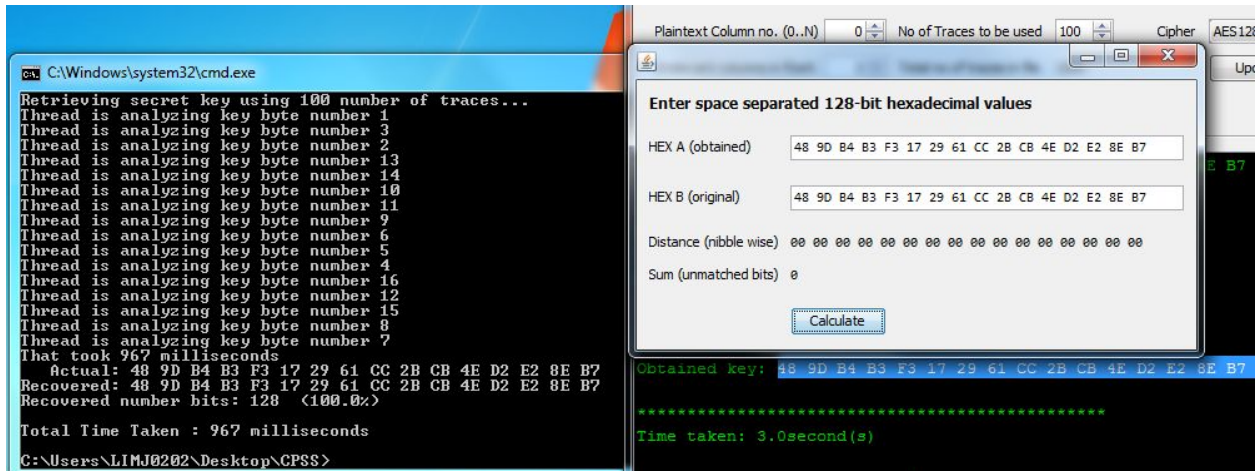 C:\Windows\system32\cmd.exe
Retrieving secret key using 100 number of traces...
Thread is analyzing key byte number 1
Thread is analyzing key byte number 3
Thread is analyzing key byte number 2
Thread is analyzing key byte number 13
Thread is analyzing key byte number 14
Thread is analyzing key byte number 10
Thread is analyzing key byte number 11
Thread is analyzing key byte number 9
Thread is analyzing key byte number 6
Thread is analyzing key byte number 5
Thread is analyzing key byte number 4
Thread is analyzing key byte number 16
Thread is analyzing key byte number 12
Thread is analyzing key byte number 15
Thread is analyzing key byte number 8
Thread is analyzing key byte number 7
That took 967 milliseconds
Actual: 48 9D B4 B3 F3 17 29 61 CC 2B CB 4E D2 E2 8E B7
Recovered: 48 9D B4 B3 F3 17 29 61 CC 2B CB 4E D2 E2 8E B7
Recovered number bits: 128 (100.0%)
Total Time Taken : 967 milliseconds
C:\Users\LIMJ0202\Desktop\CPSS>
Plaintext Column no. (0..N) 0 No of Traces to be used 100 Cipher AES128
Upd
Enter space separated 128-bit hexadecimal values
HEX A (obtained) 48 9D B4 B3 F3 17 29 61 CC 2B CB 4E D2 E2 8E B7
HEX B (original) 48 9D B4 B3 F3 17 29 61 CC 2B CB 4E D2 E2 8E B7
Distance (nibble wise) 00 00 00 00 00 00 00 00 00 00 00 00 00 00 00 00
Sum (unmatched bits) 0
Calculate
E B7
Obtained key: 48 9D B4 B3 F3 17 29 61 CC 2B CB 4E D2 E2 8E B7
***********************************************
Time taken: 3.0second(s)